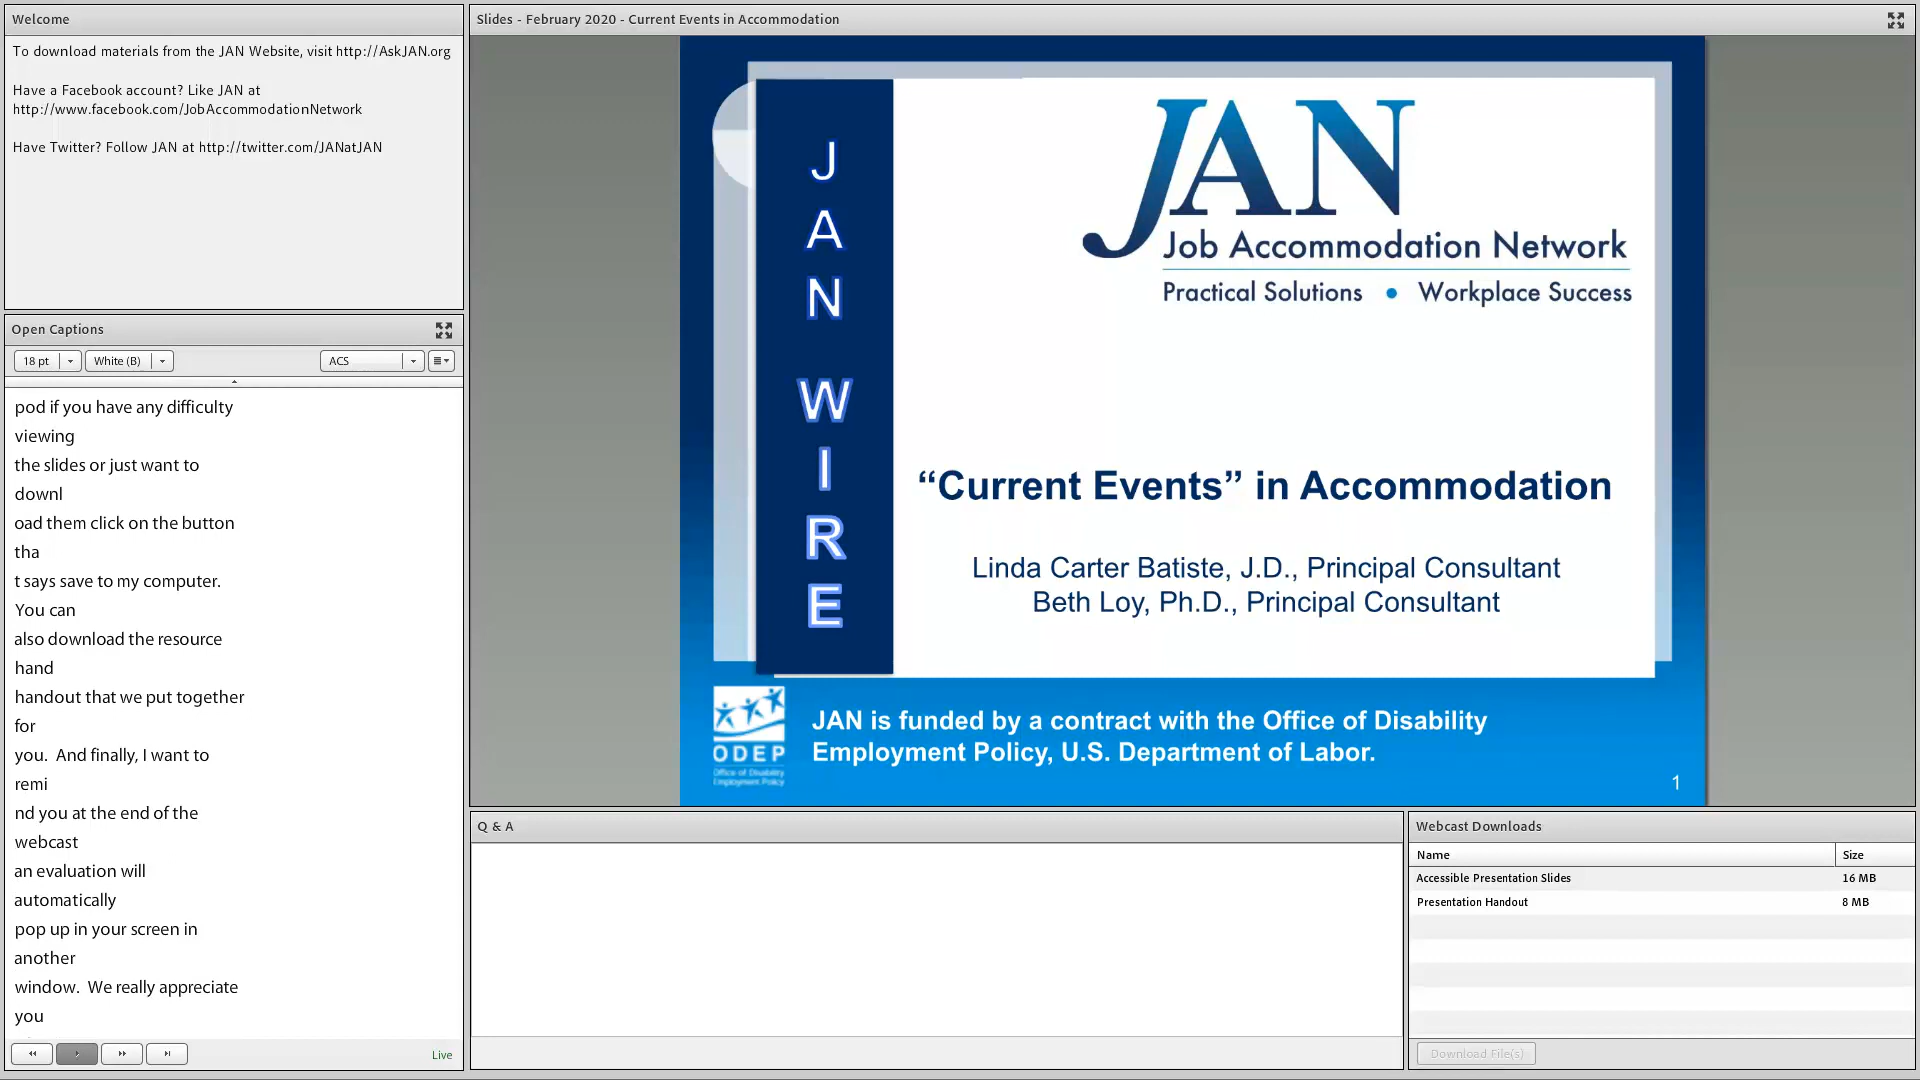 Welcome
To download materials from the JAN Website, visit http://AskJAN.org
Have a Facebook account? Like JAN at
http://www.facebook.com/JobAccommodationNetwork
Have Twitter? Follow JAN at http://twitter.com/JANatJAN
Open Captions
18 pt
White (B)
ACS
pod if you have any difficulty
viewing
the slides or just want to
downl
oad them click on the button
tha
t says save to my computer.
You can
also download the resource
hand
handout that we put together
for
you.  And finally, I want to
remi
nd you at the end of the
webcast
an evaluation will
automatically
pop up in your screen in
another
window.  We really appreciate
you
Live
Slides - February 2020 - Current Events in Accommodation
JAN WIRE
JAN
Job Accommodation Network
Practical Solutions • Workplace Success
“Current Events” in Accommodation
Linda Carter Batiste, J.D., Principal Consultant
Beth Loy, Ph.D., Principal Consultant
ODEP
Office of Disability
Employment Policy
JAN is funded by a contract with the Office of Disability
Employment Policy, U.S. Department of Labor.
1
Q & A
Webcast Downloads
Name Size
Accessible Presentation Slides 16 MB
Presentation Handout 8 MB
Download File(s)